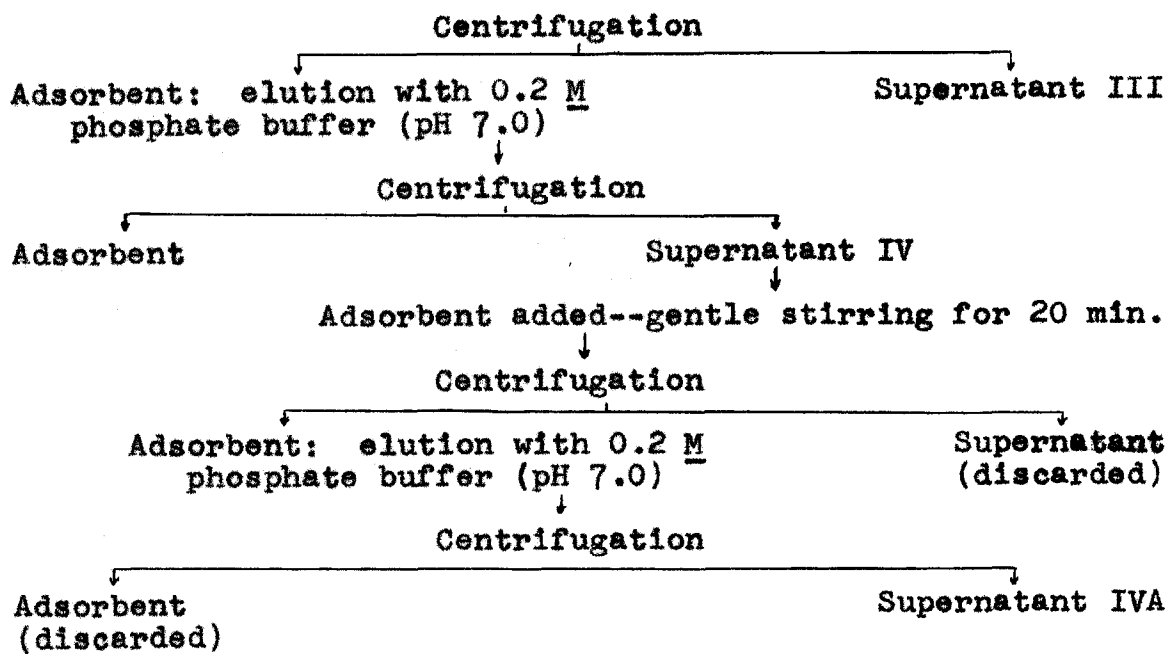 Centrifugation
Adsorbent: elution with 0.2 M
phosphate buffer (pH 7.0)
Supernatant III
Centrifugation
Adsorbent
Supernatant IV
Adsorbent added--gentle stirring for 20 min.
Centrifugation
Adsorbent: elution with 0.2 M
phosphate buffer (pH 7.0)
Supernatant
(discarded)
Centrifugation
Adsorbent
(discarded)
Supernatant IVA